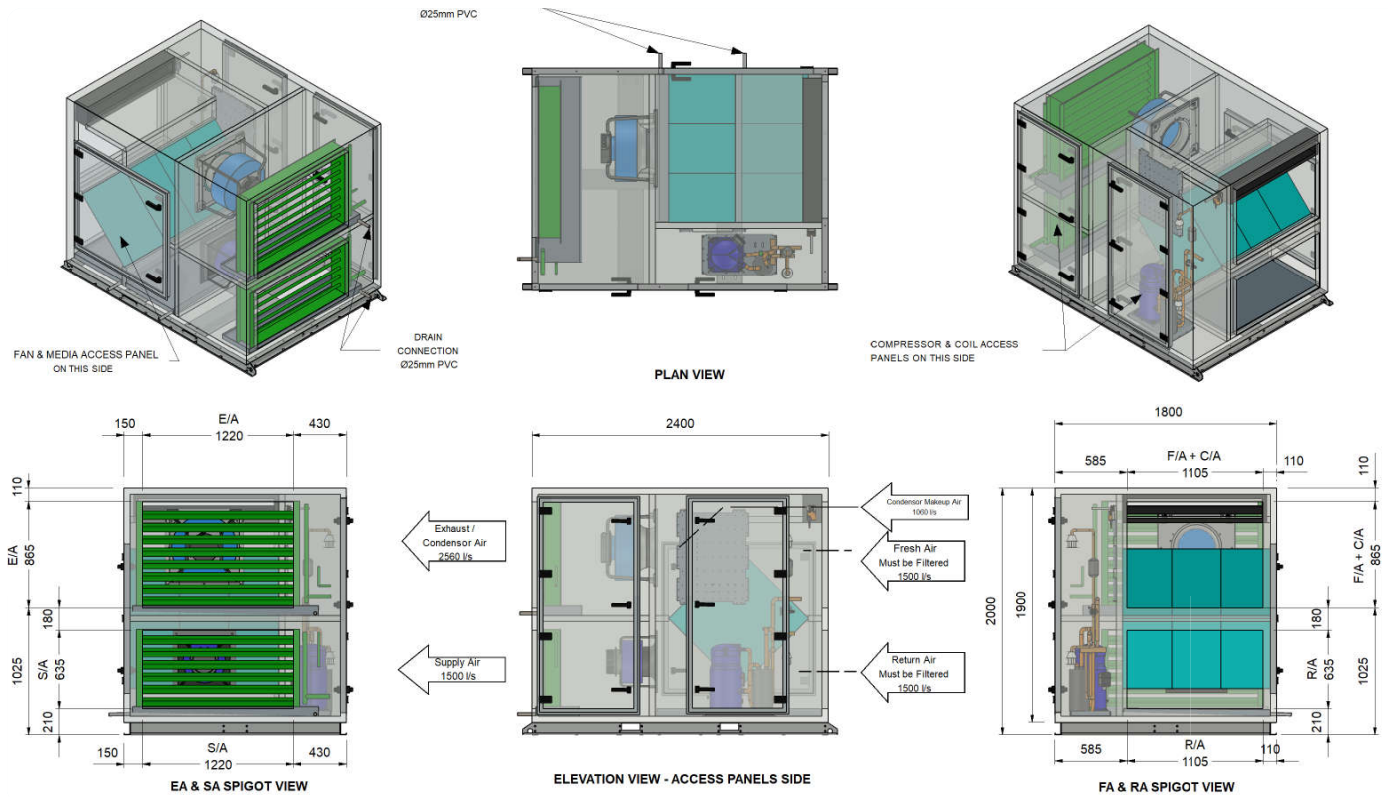 Ø25mm PVC
FAN & MEDIA ACCESS PANEL
ON THIS SIDE
DRAIN
CONNECTION
Ø25mm PVC
PLAN VIEW
COMPRESSOR & COIL ACCESS
PANELS ON THIS SIDE
E/A
150
1220
430
110
E/A
865
180
1025
S/A
635
210
S/A
150
1220
430
EA & SA SPIGOT VIEW
Exhaust /
Condensor Air
2560 l/s
Supply Air
1500 l/s
2400
Condensor Makeup Air
1060 l/s
Fresh Air
Must be Filtered
1500 l/s
Return Air
Must be Filtered
1500 l/s
ELEVATION VIEW - ACCESS PANELS SIDE
1800
F/A + C/A
585
1105
110
110
F/A + C/A
865
2000
1900
180
R/A
635
1025
210
R/A
585
1105
110
FA & RA SPIGOT VIEW